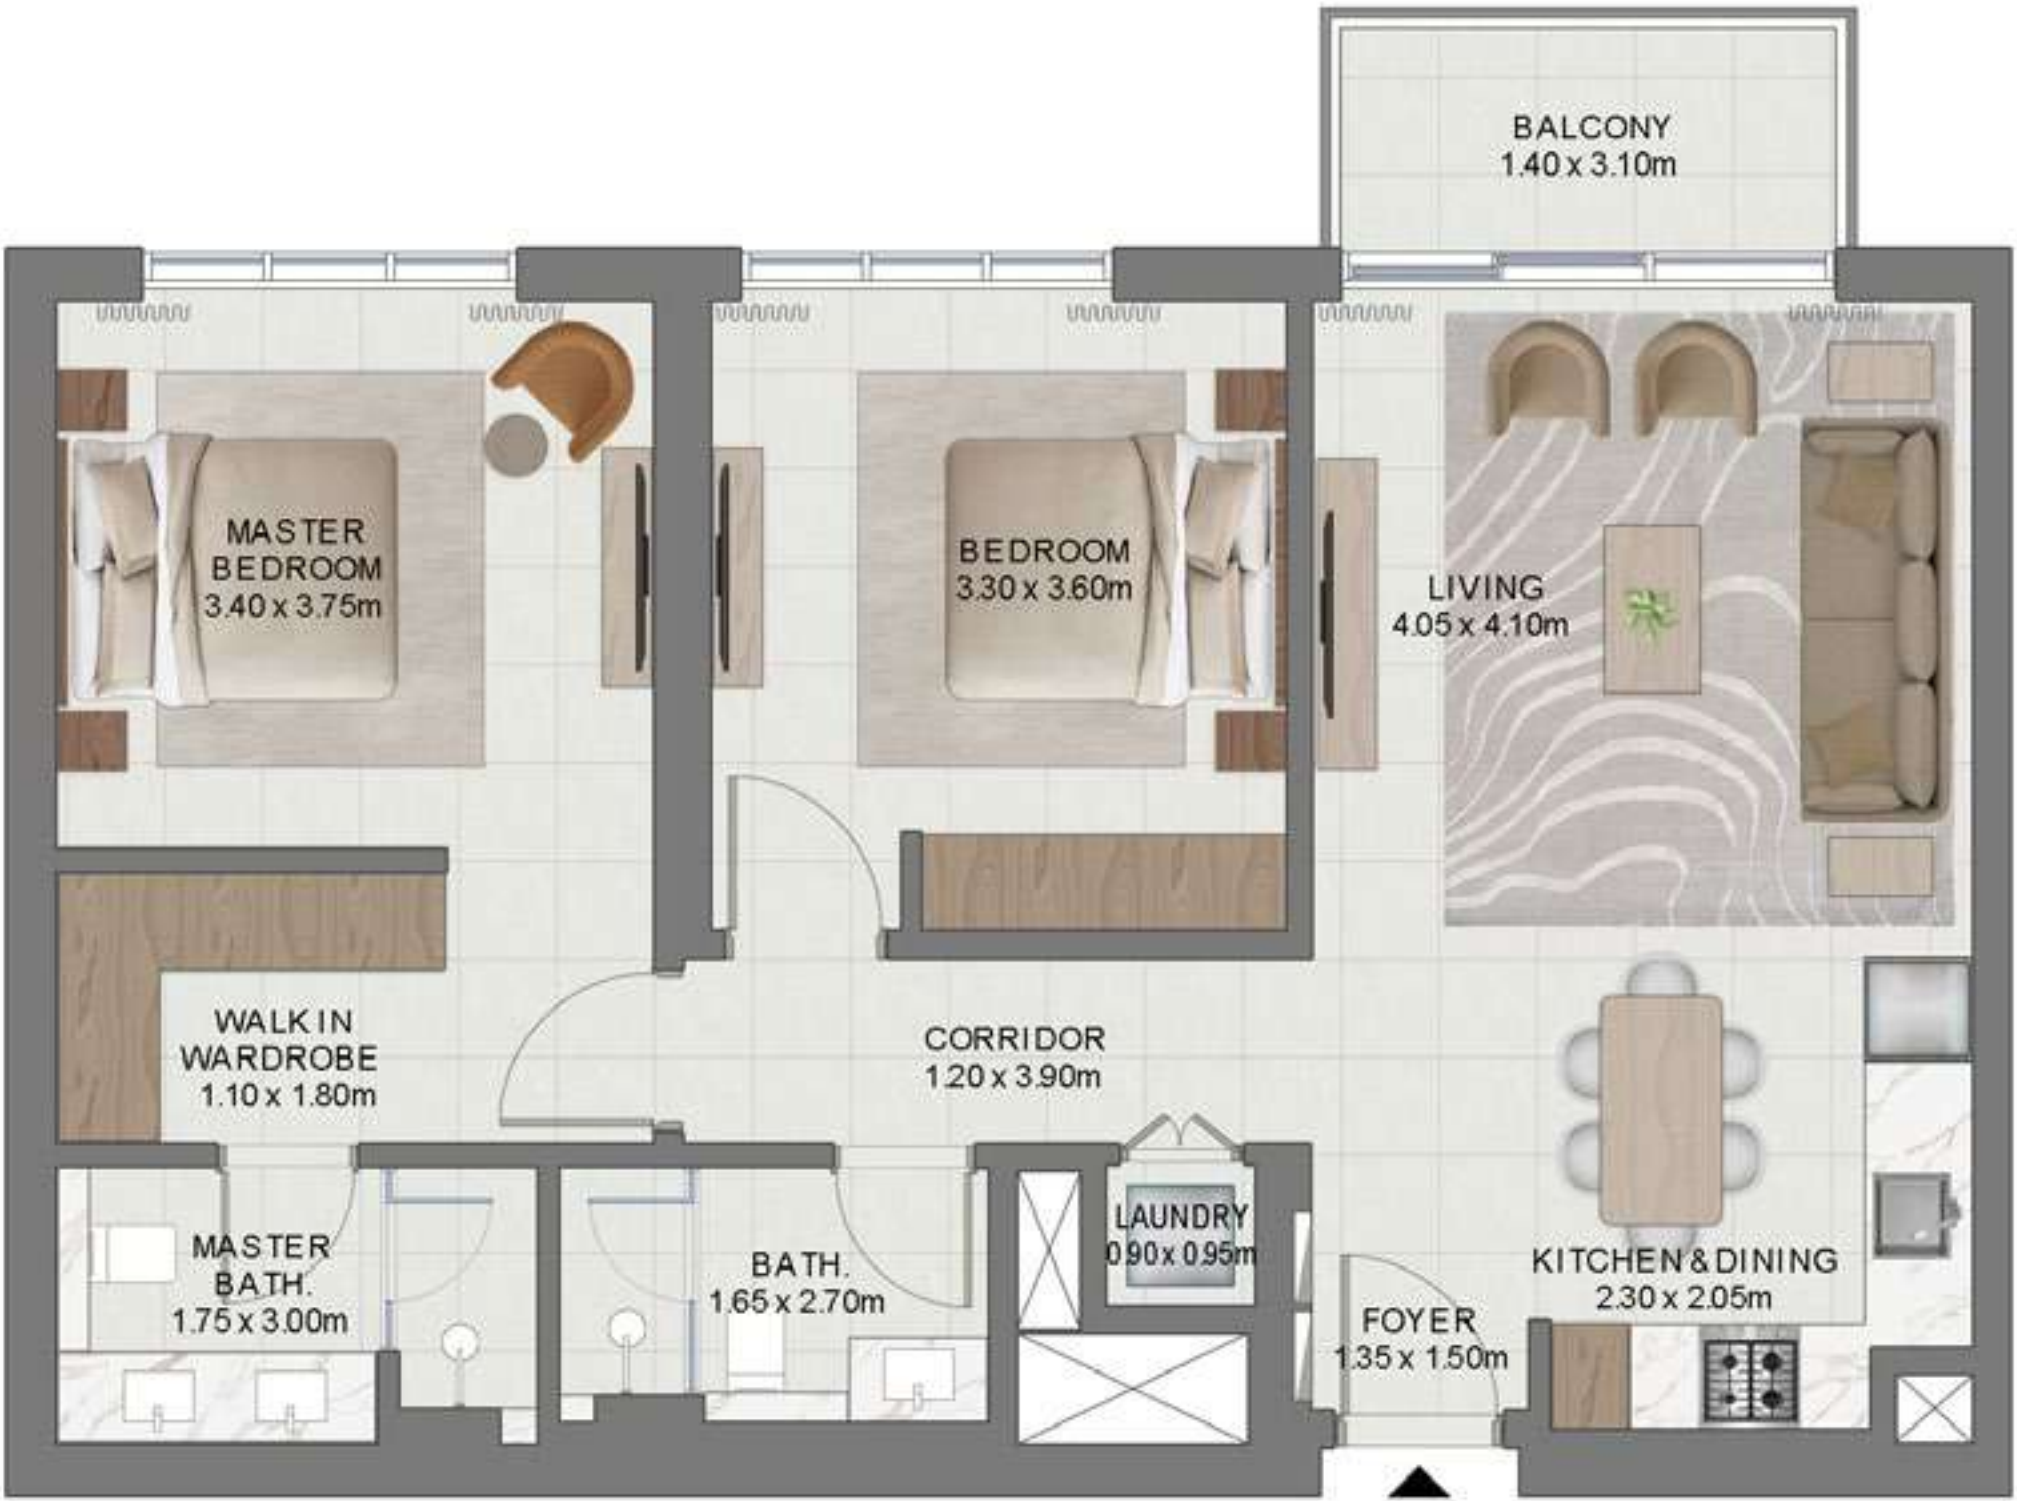 BALCONY
1.40 x 3.10m
MASTER
BEDROOM
3.40 x 3.75m
BEDROOM
3.30 x 3.60m
LIVING
4.05 x 4.10m
WALK IN
WARDROBE
1.10 x 1.80m
CORRIDOR
1.20 x 3.90m
MASTER
BATH.
1.75 x 3.00m
BATH.
1.65 x 2.70m
LAUNDRY
0.90 x 0.95m
KITCHEN & DINING
2.30 x 2.05m
FOYER
1.35 x 1.50m